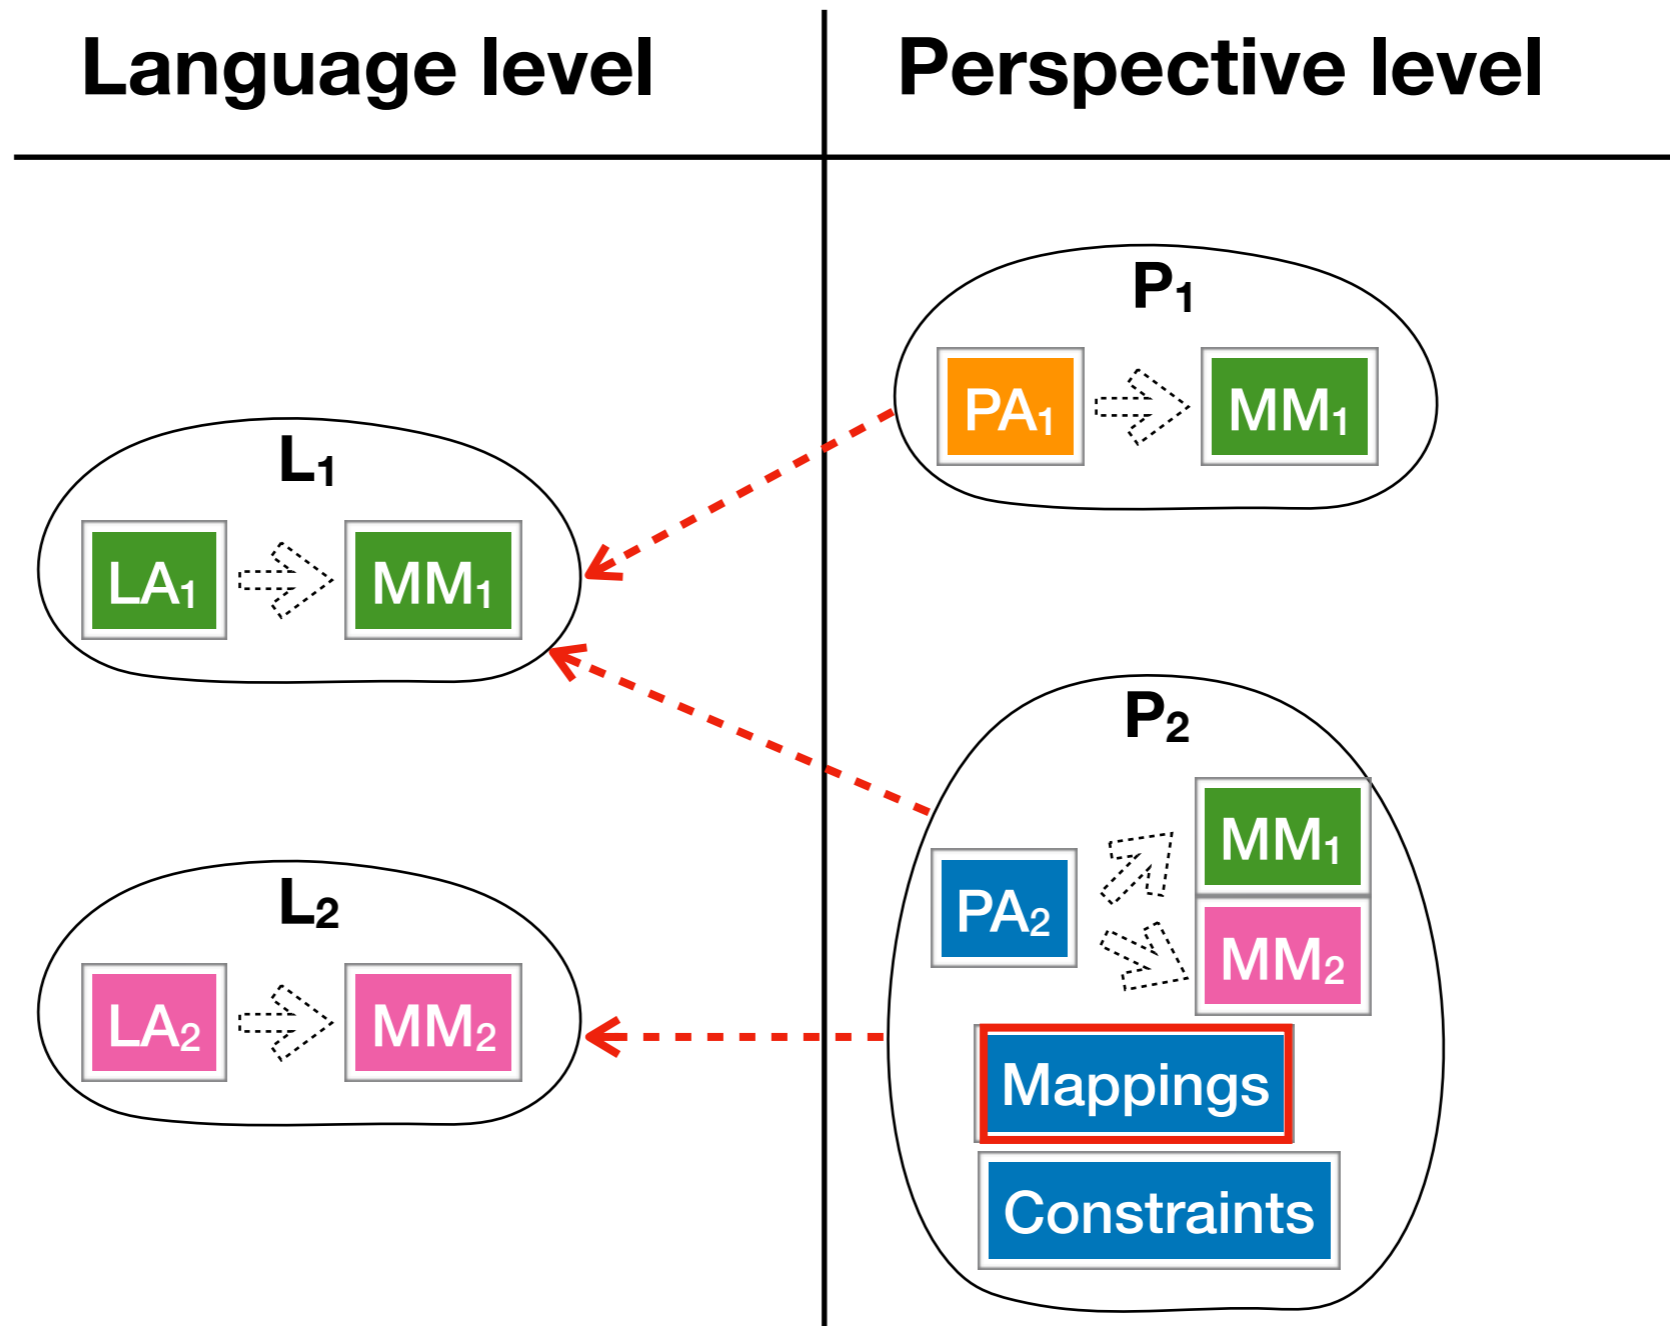 Language level
Perspective level
L₁
LA₁
MM₁
L₂
LA₂
MM₂
P₁
PA₁
MM₁
P₂
PA₂
MM₁
MM₂
Mappings
Constraints